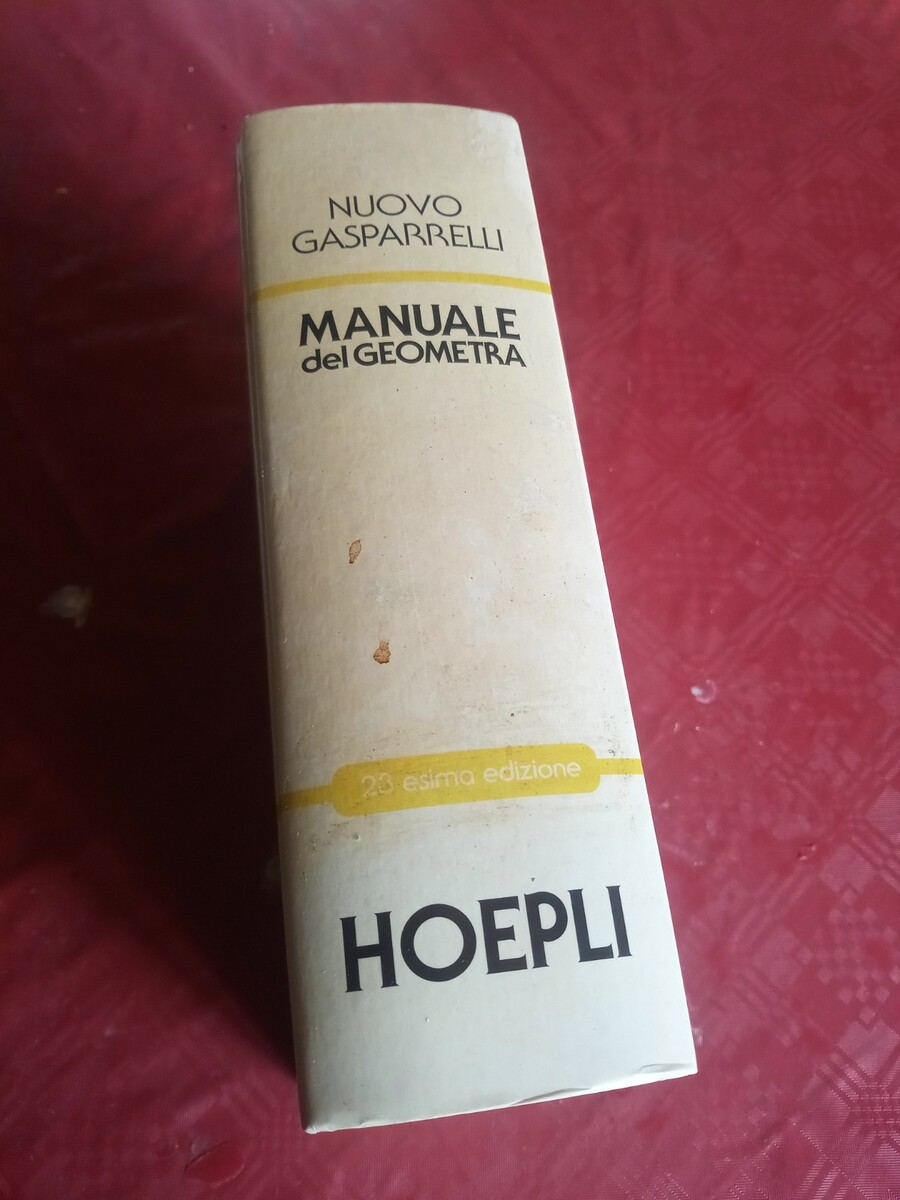 NUOVO
GASPARRELLI
MANUALE
del GEOMETRA
23 esima edizione
HOEPLI